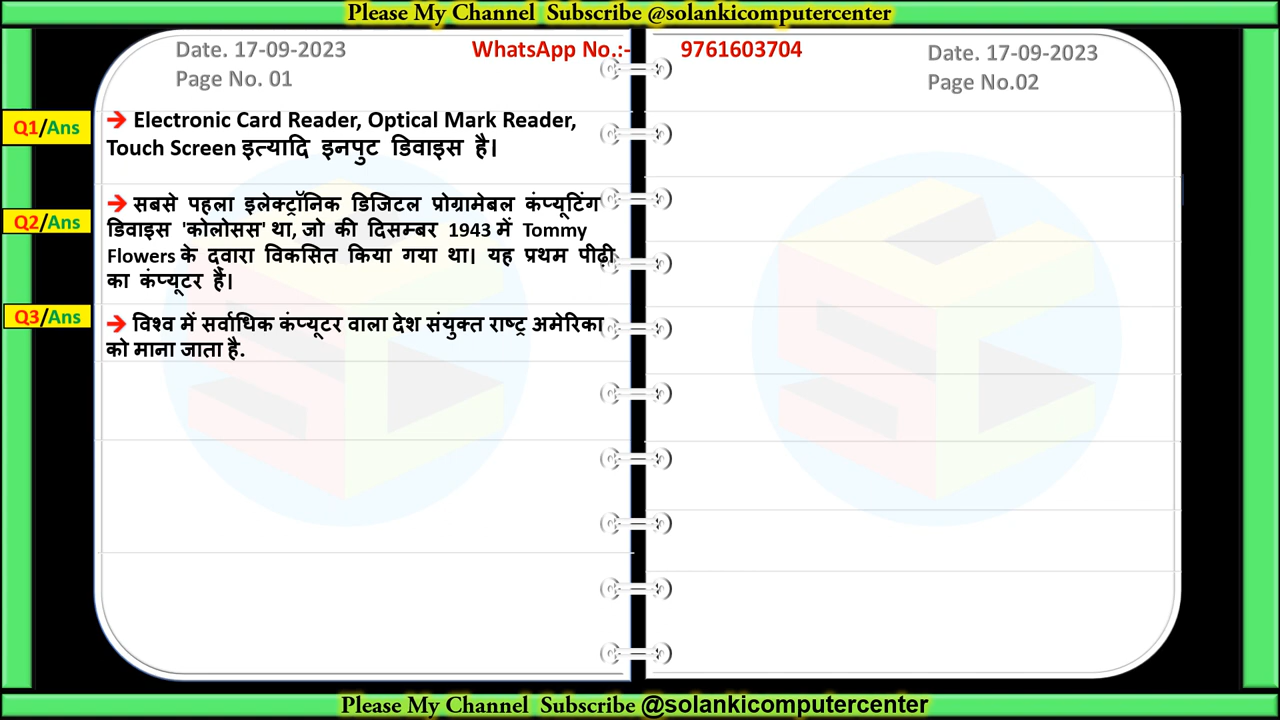 Please My Channel Subscribe @solankicomputercenter
Date. 17-09-2023
WhatsApp No.:- 9761603704
Page No. 01
Date. 17-09-2023
Page No.02
Q1/Ans
➔ Electronic Card Reader, Optical Mark Reader,
Touch Screen इत्यादि इनपुट डिवाइस है।
Q2/Ans
➔ सबसे पहला इलेक्ट्रॉनिक डिजिटल प्रोग्रामेबल कंप्यूटिंग
डिवाइस 'कोलोसस' था, जो की दिसम्बर 1943 में Tommy
Flowers के द्वारा विकसित किया गया था। यह प्रथम पीढ़ी
का कंप्यूटर हैं।
Q3/Ans
➔ विश्व में सर्वाधिक कंप्यूटर वाला देश संयुक्त राष्ट्र अमेरिका
को माना जाता है.
Please My Channel Subscribe @solankicomputercenter